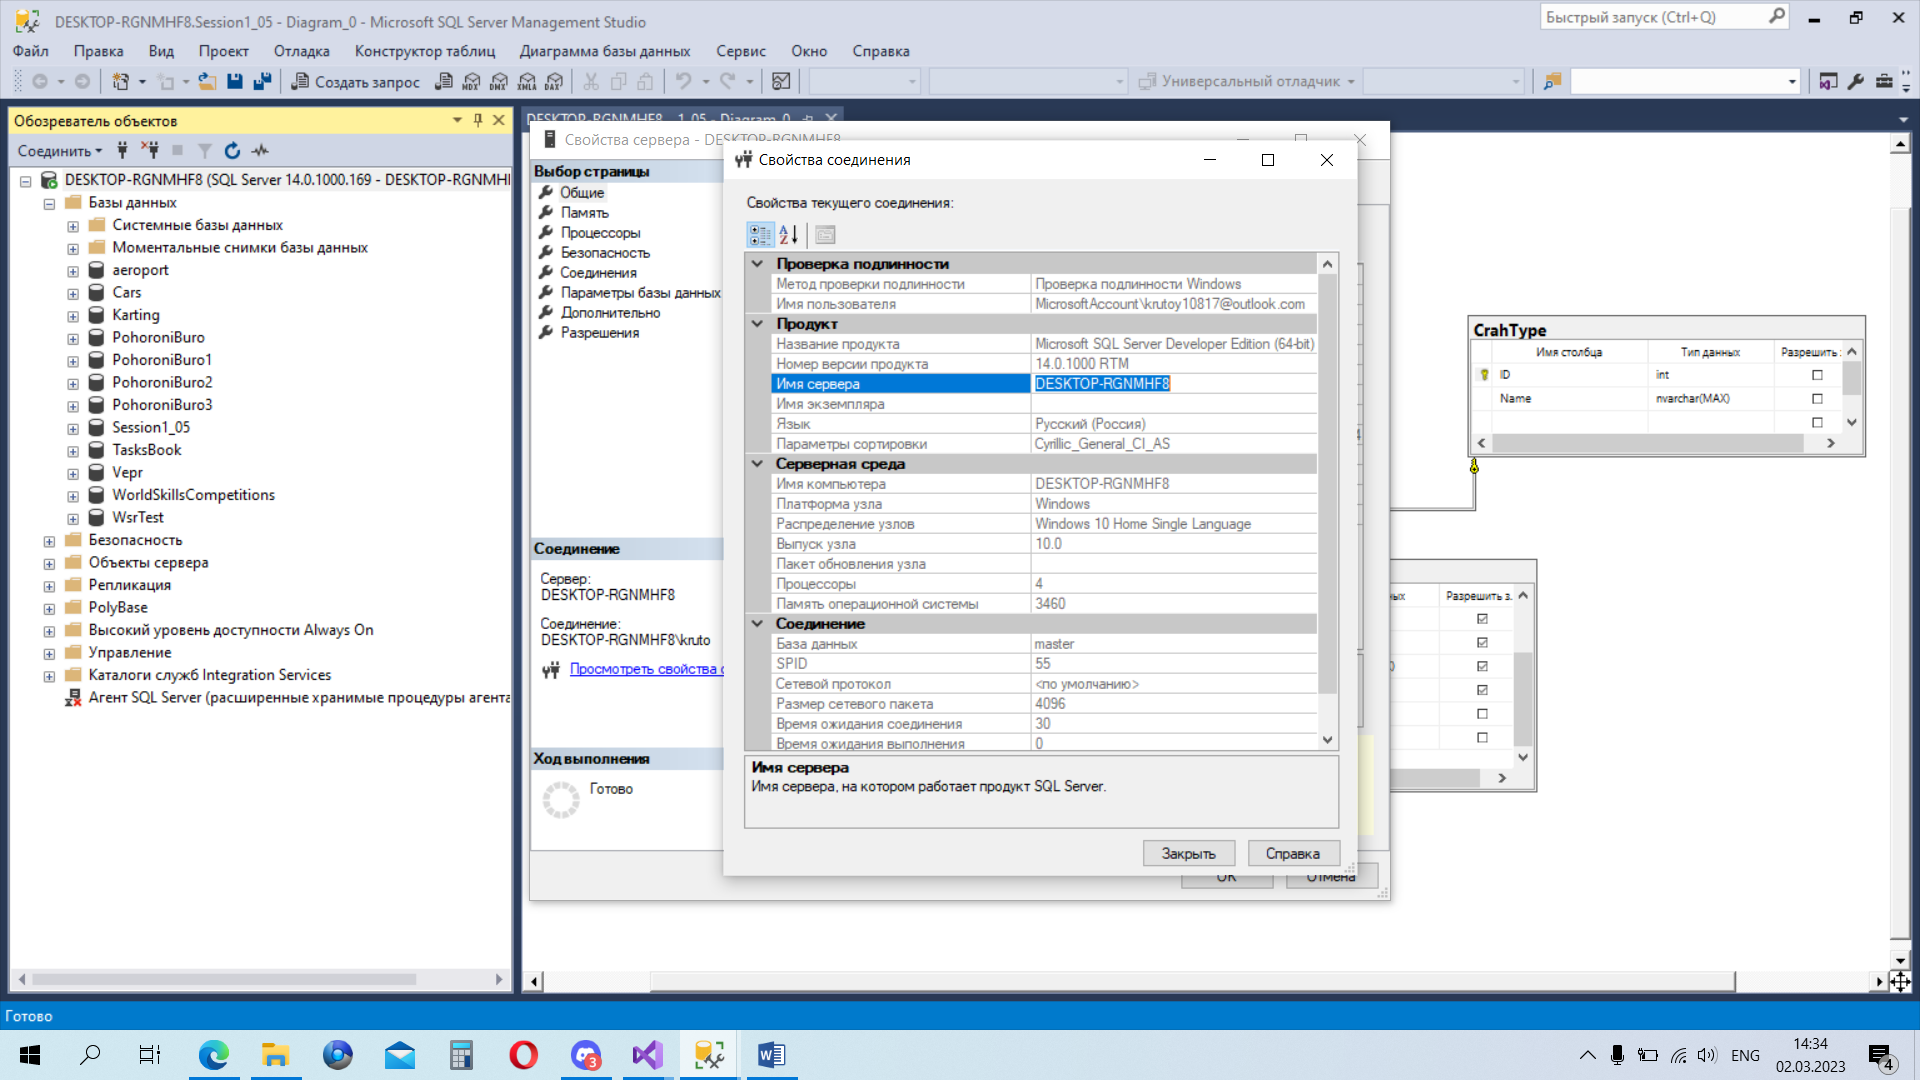 DESKTOP-RGNMHF8.Session1_05 - Diagram_0 - Microsoft SQL Server Management Studio
Быстрый запуск (Ctrl+Q)
Файл Правка Вид Проект Отладка Конструктор таблиц Диаграмма базы данных Сервис Окно Справка
Создать запрос MDX DMX XMLA DAX Универсальный отладчик
Обозреватель объектов
Соединить
DESKTOP-RGNMHF8 (SQL Server 14.0.1000.169 - DESKTOP-RGNMH
Базы данных
Системные базы данных
Моментальные снимки базы данных
aeroport
Cars
Karting
PohoroniBuro
PohoroniBuro1
PohoroniBuro2
PohoroniBuro3
Session1_05
TasksBook
Vepr
WorldSkillsCompetitions
WsrTest
Безопасность
Объекты сервера
Репликация
PolyBase
Высокий уровень доступности Always On
Управление
Каталоги служб Integration Services
Агент SQL Server (расширенные хранимые процедуры агента
DESKTOP-RGNMHF8....1_05 - Diagram_0
Свойства сервера - DESKTOP-RGNMHF8
Выбор страницы
Общие
Память
Процессоры
Безопасность
Соединения
Параметры базы данных
Дополнительно
Разрешения
Соединение
Сервер:
DESKTOP-RGNMHF8
Соединение:
DESKTOP-RGNMHF8\kruto
Просмотреть свойства с
Ход выполнения
Готово
OK Отмена
Свойства соединения
Свойства текущего соединения:
Проверка подлинности
Метод проверки подлинности Проверка подлинности Windows
Имя пользователя MicrosoftAccount\krutoy10817@outlook.com
Продукт
Название продукта Microsoft SQL Server Developer Edition (64-bit)
Номер версии продукта 14.0.1000 RTM
Имя сервера DESKTOP-RGNMHF8
Имя экземпляра
Язык Русский (Россия)
Параметры сортировки Cyrillic_General_CI_AS
Серверная среда
Имя компьютера DESKTOP-RGNMHF8
Платформа узла Windows
Распределение узлов Windows 10 Home Single Language
Выпуск узла 10.0
Пакет обновления узла
Процессоры 4
Память операционной системы 3460
Соединение
База данных master
SPID 55
Сетевой протокол <по умолчанию>
Размер сетевого пакета 4096
Время ожидания соединения 30
Время ожидания выполнения 0
Имя сервера
Имя сервера, на котором работает продукт SQL Server.
Закрыть Справка
CrahType
Имя столбца Тип данных Разрешить з
ID int
Name nvarchar(MAX)
ных Разрешить з.
Готово
3
ENG
14:34
02.03.2023
4